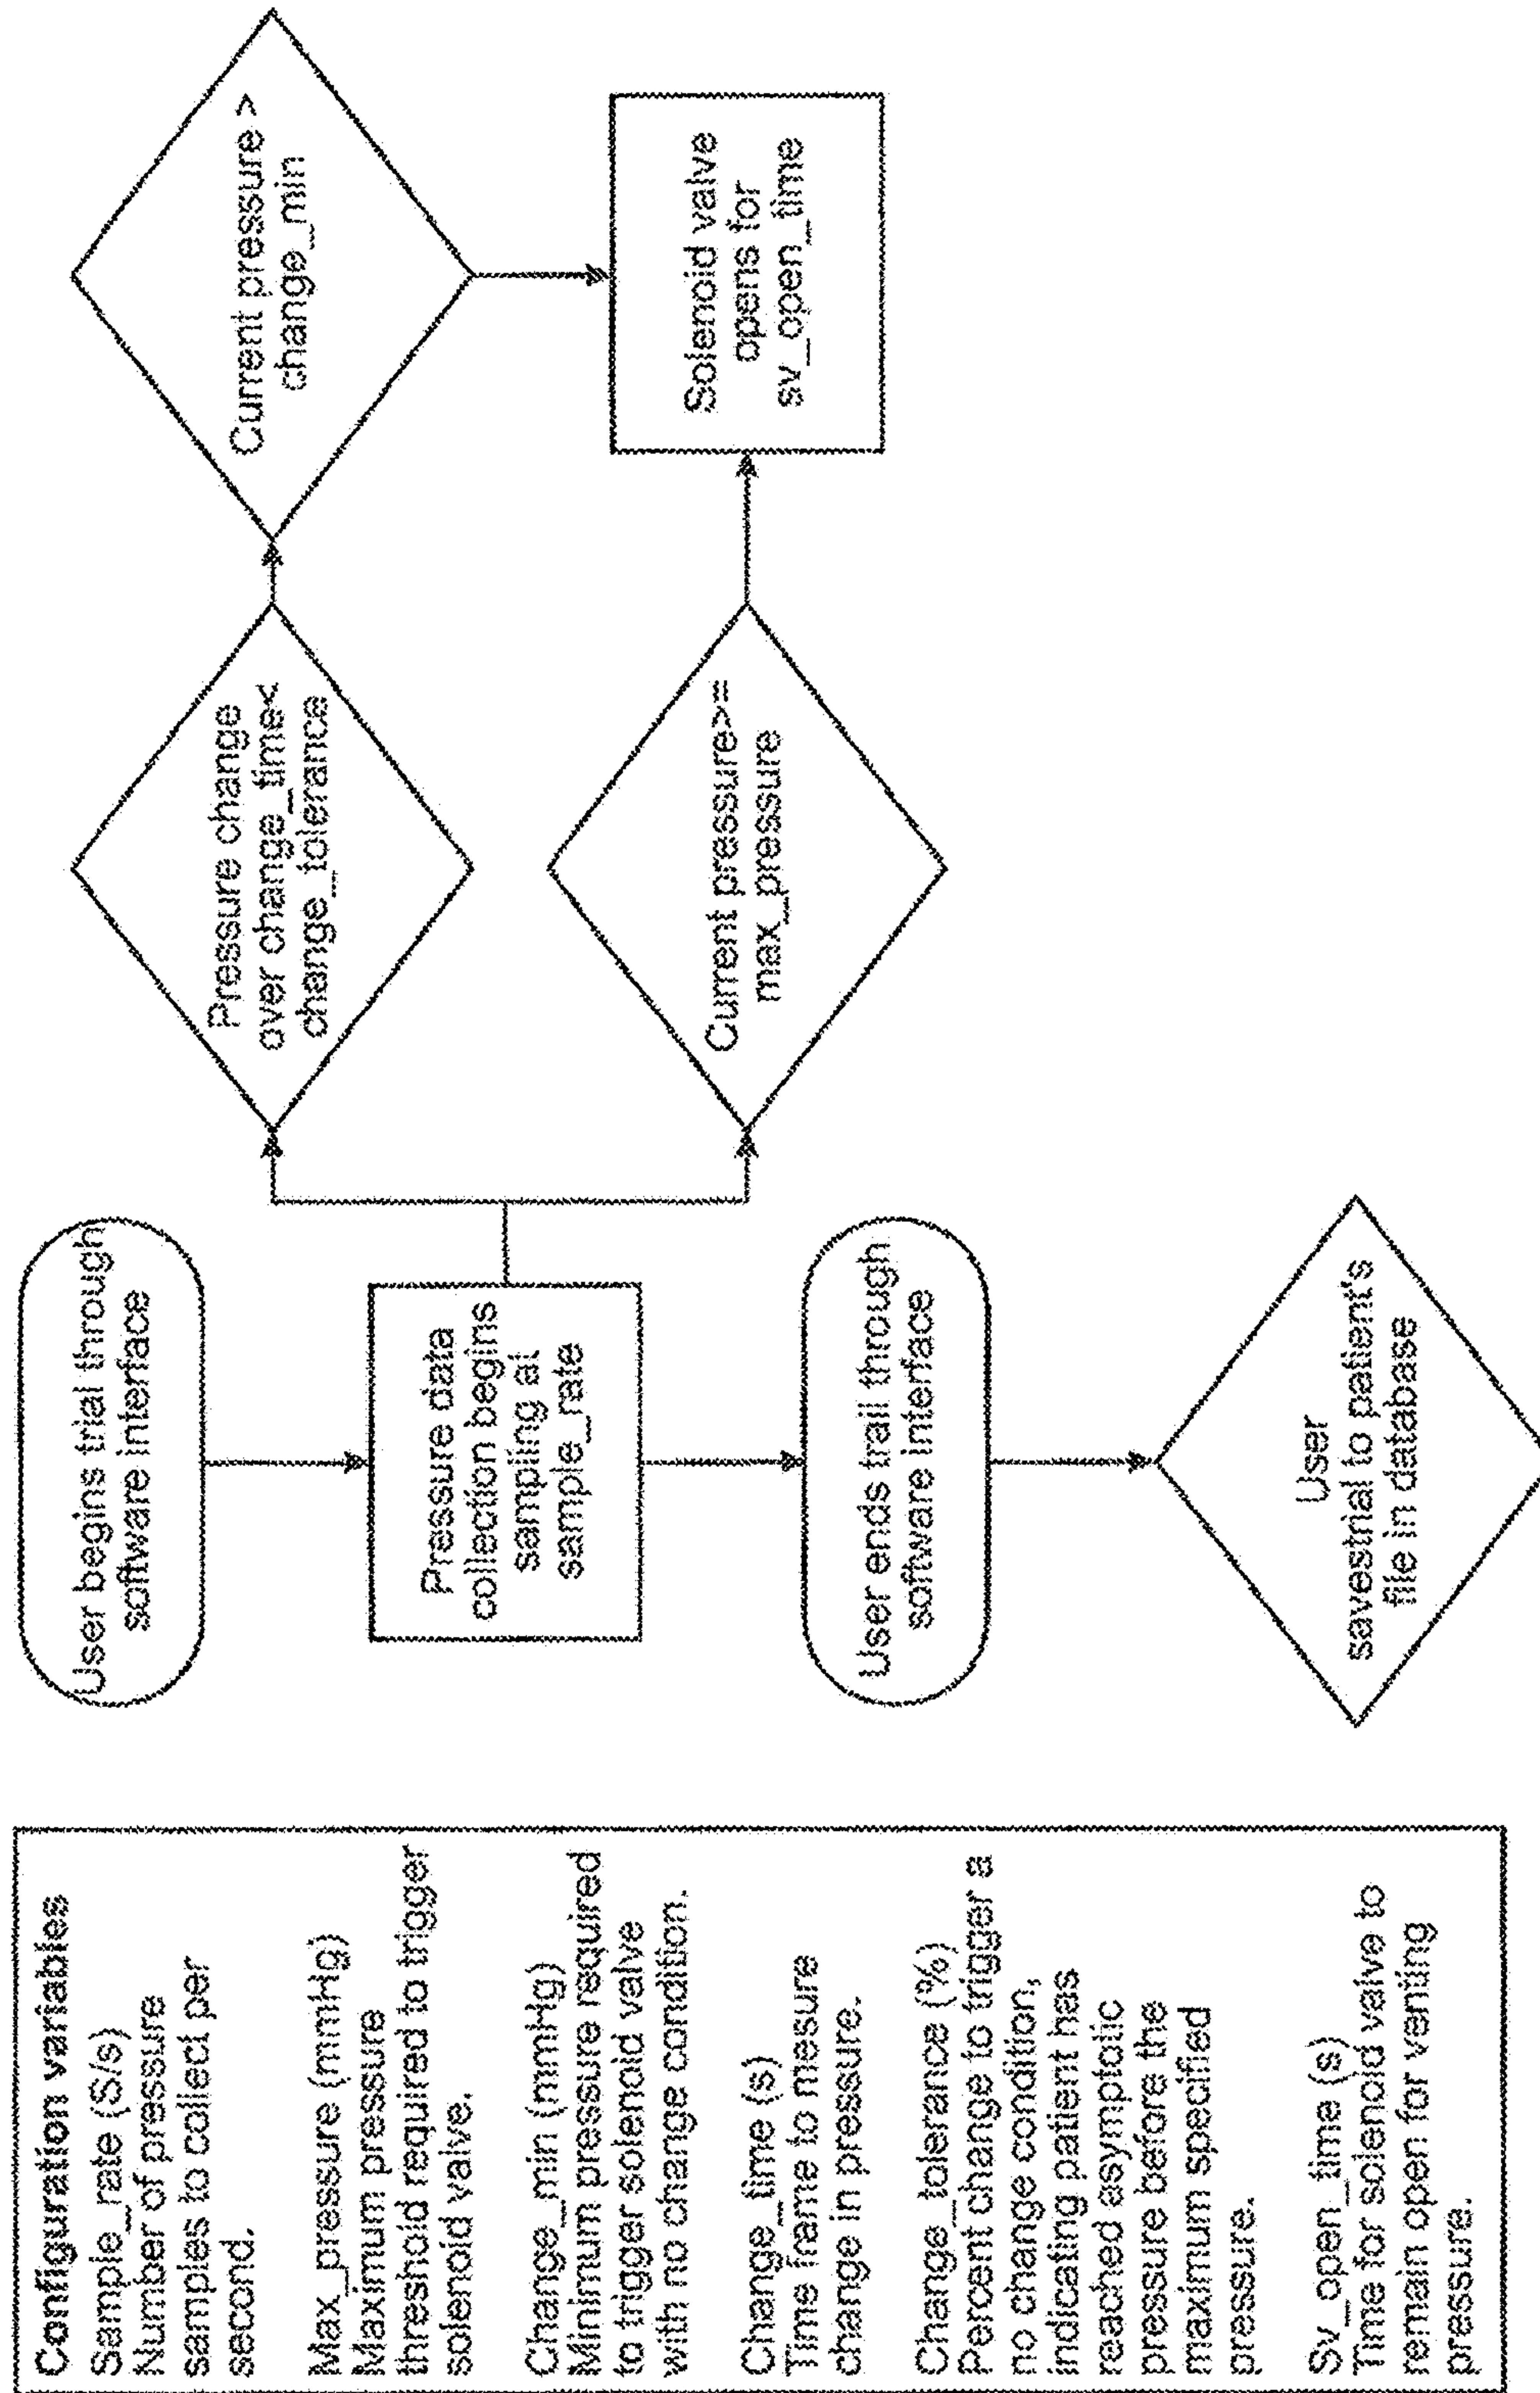 Configuration variables
Sample_rate (S/s)
Number of pressure
samples to collect per
second.
Max_pressure (mmHg)
Maximum pressure
threshold required to trigger
solenoid valve.
Change_min (mmHg)
Minimum pressure required
to trigger solenoid valve
with no change condition.
Change_time (s)
Time frame to mesure
change in pressure.
Change_tolerance (%)
Percent change to trigger a
no change condition,
indicating patient has
reached asymptotic
pressure before the
maximum specified
pressure.
Sv_open_time (s)
Time for solenoid valve to
remain open for venting
pressure.
User begins trial through
software interface
Pressure data
collection begins
sampling at
sample_rate
User ends trail through
software interface
User
savestrial to patient's
file in database
Pressure change
over change_time<
change_tolerance
Current pressure>=
max_pressure
Current pressure >
change_min
Solenoid valve
opens for
sv_open_time